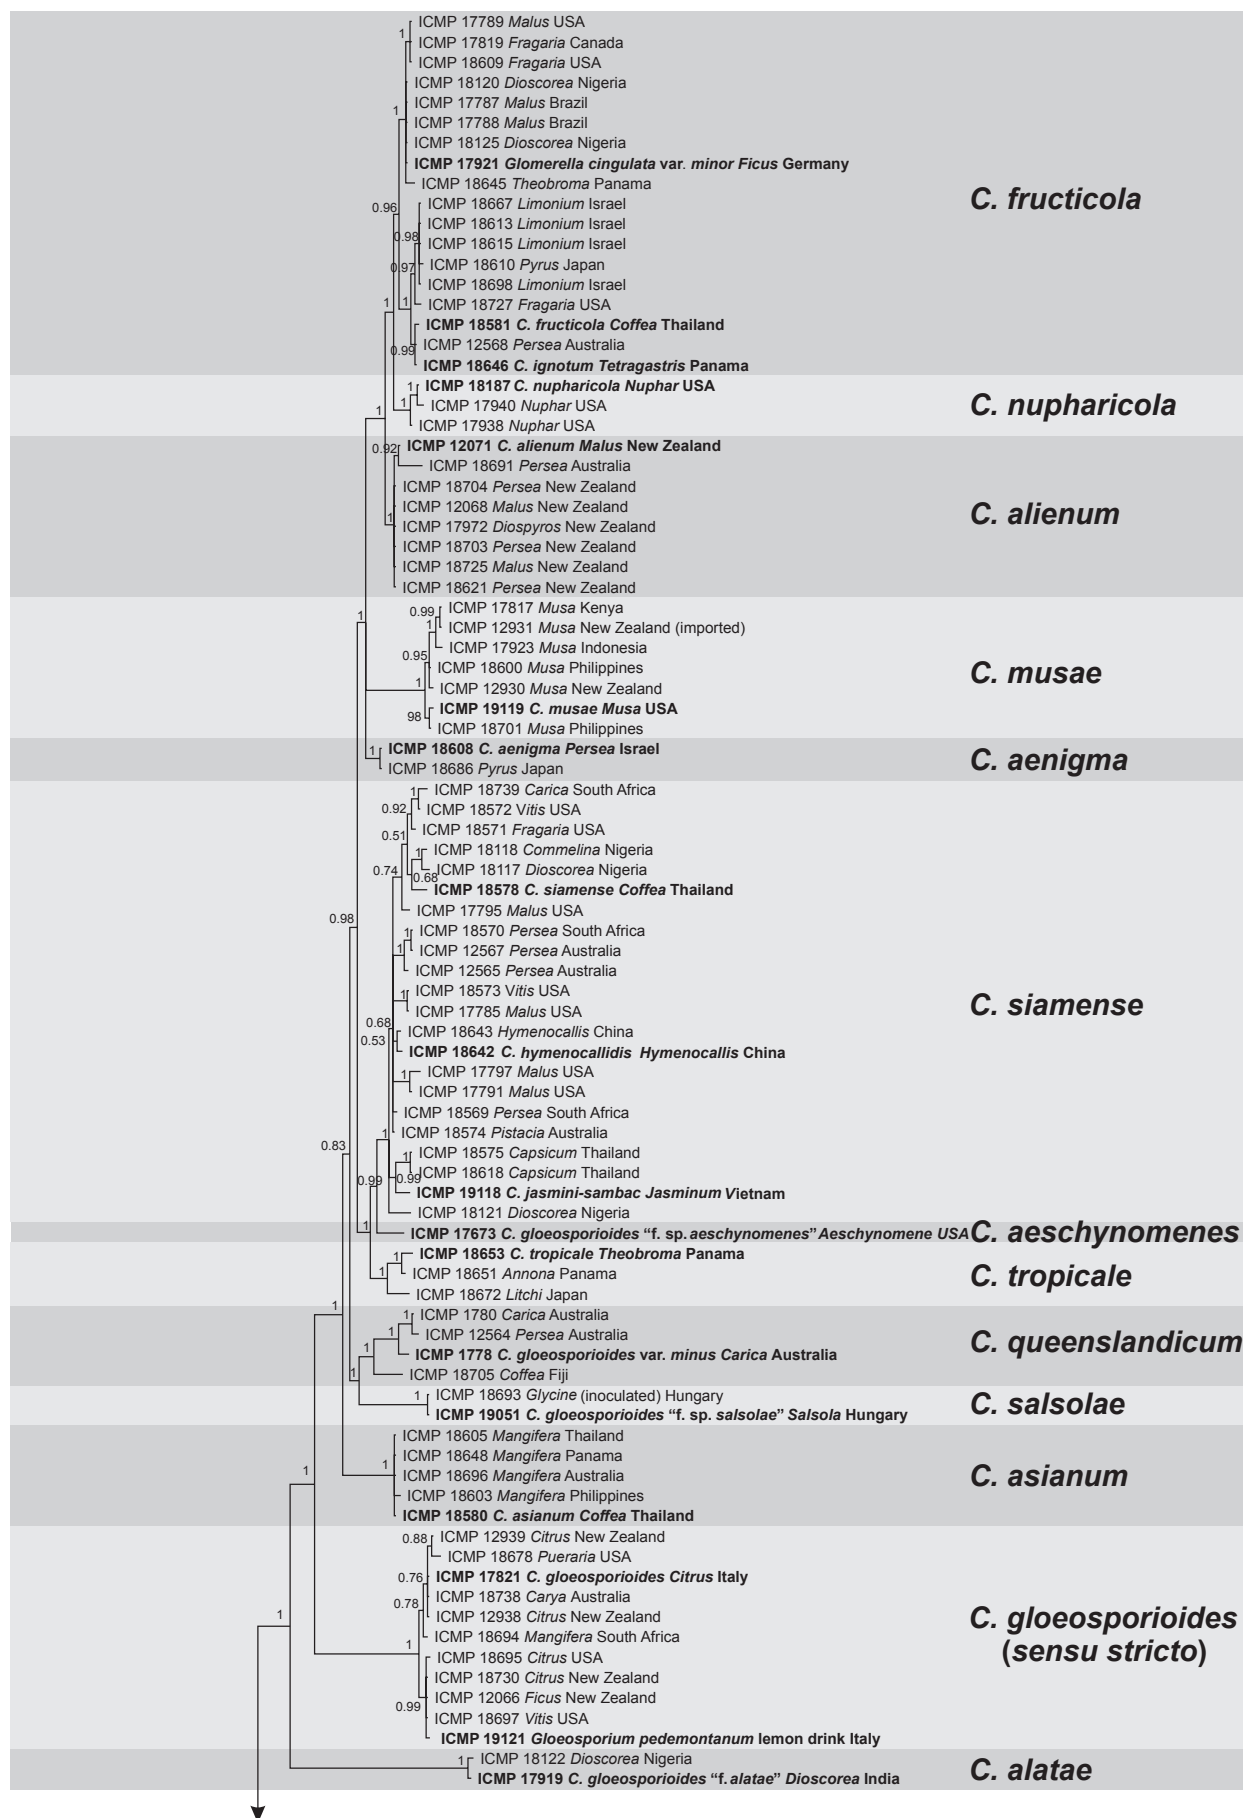 ICMP 17789 Malus USA
ICMP 17819 Fragaria Canada
ICMP 18609 Fragaria USA
ICMP 18120 Dioscorea Nigeria
ICMP 17787 Malus Brazil
ICMP 17788 Malus Brazil
ICMP 18125 Dioscorea Nigeria
ICMP 17921 Glomerella cingulata var. minor Ficus Germany
ICMP 18645 Theobroma Panama
ICMP 18667 Limonium Israel
ICMP 18613 Limonium Israel
ICMP 18615 Limonium Israel
ICMP 18610 Pyrus Japan
ICMP 18698 Limonium Israel
ICMP 18727 Fragaria USA
ICMP 18581 C. fructicola Coffea Thailand
ICMP 12568 Persea Australia
ICMP 18646 C. ignotum Tetragastris Panama
C. fructicola
1
1
0.96
0.98
0.97
1
0.99
1
ICMP 18187 C. nupharicola Nuphar USA
ICMP 17940 Nuphar USA
ICMP 17938 Nuphar USA
C. nupharicola
1
1
1
ICMP 12071 C. alienum Malus New Zealand
ICMP 18691 Persea Australia
ICMP 18704 Persea New Zealand
ICMP 12068 Malus New Zealand
ICMP 17972 Diospyros New Zealand
ICMP 18703 Persea New Zealand
ICMP 18725 Malus New Zealand
ICMP 18621 Persea New Zealand
C. alienum
0.92
1
1
ICMP 17817 Musa Kenya
ICMP 12931 Musa New Zealand (imported)
ICMP 17923 Musa Indonesia
ICMP 18600 Musa Philippines
ICMP 12930 Musa New Zealand
ICMP 19119 C. musae Musa USA
ICMP 18701 Musa Philippines
C. musae
0.99
1
0.95
1
98
ICMP 18608 C. aenigma Persea Israel
ICMP 18686 Pyrus Japan
C. aenigma
1
ICMP 18739 Carica South Africa
ICMP 18572 Vitis USA
ICMP 18571 Fragaria USA
ICMP 18118 Commelina Nigeria
ICMP 18117 Dioscorea Nigeria
ICMP 18578 C. siamense Coffea Thailand
ICMP 17795 Malus USA
ICMP 18570 Persea South Africa
ICMP 12567 Persea Australia
ICMP 12565 Persea Australia
ICMP 18573 Vitis USA
ICMP 17785 Malus USA
ICMP 18643 Hymenocallis China
ICMP 18642 C. hymenocallidis Hymenocallis China
ICMP 17797 Malus USA
ICMP 17791 Malus USA
ICMP 18569 Persea South Africa
ICMP 18574 Pistacia Australia
ICMP 18575 Capsicum Thailand
ICMP 18618 Capsicum Thailand
ICMP 19118 C. jasmini-sambac Jasminum Vietnam
ICMP 18121 Dioscorea Nigeria
C. siamense
1
0.92
0.51
1
0.74
0.68
0.98
1
1
1
0.68
0.53
1
1
0.83
1
0.99
0.99
ICMP 17673 C. gloeosporioides “f. sp. aeschynomenes” Aeschynomene USA
C. aeschynomenes
1
ICMP 18653 C. tropicale Theobroma Panama
ICMP 18651 Annona Panama
ICMP 18672 Litchi Japan
C. tropicale
1
1
1
ICMP 1780 Carica Australia
ICMP 12564 Persea Australia
ICMP 1778 C. gloeosporioides var. minus Carica Australia
ICMP 18705 Coffea Fiji
C. queenslandicum
1
1
1
1
ICMP 18693 Glycine (inoculated) Hungary
ICMP 19051 C. gloeosporioides “f. sp. salsolae” Salsola Hungary
C. salsolae
1
ICMP 18605 Mangifera Thailand
ICMP 18648 Mangifera Panama
ICMP 18696 Mangifera Australia
ICMP 18603 Mangifera Philippines
ICMP 18580 C. asianum Coffea Thailand
C. asianum
1
1
ICMP 12939 Citrus New Zealand
ICMP 18678 Pueraria USA
ICMP 17821 C. gloeosporioides Citrus Italy
ICMP 18738 Carya Australia
ICMP 12938 Citrus New Zealand
ICMP 18694 Mangifera South Africa
ICMP 18695 Citrus USA
ICMP 18730 Citrus New Zealand
ICMP 12066 Ficus New Zealand
ICMP 18697 Vitis USA
ICMP 19121 Gloeosporium pedemontanum lemon drink Italy
C. gloeosporioides
(sensu stricto)
0.88
0.76
0.78
1
1
0.99
ICMP 18122 Dioscorea Nigeria
ICMP 17919 C. gloeosporioides “f. alatae” Dioscorea India
C. alatae
1